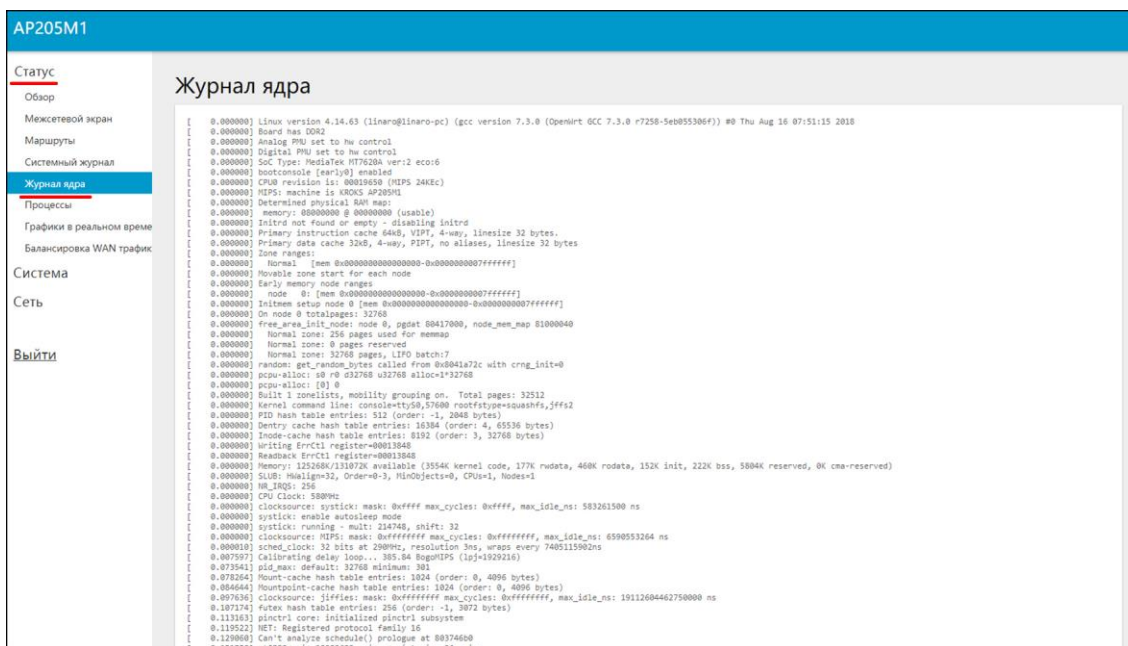 AP205M1
Статус
Обзор
Межсетевой экран
Маршруты
Системный журнал
Журнал ядра
Процессы
Графики в реальном време
Балансировка WAN трафик
Система
Сеть
Выйти
Журнал ядра
[    0.000000] Linux version 4.14.63 (linaro@linaro-pc) (gcc version 7.3.0 (OpenWrt GCC 7.3.0 r7258-5eb055306f)) #0 Thu Aug 16 07:51:15 2018
[    0.000000] Board has DDR2
[    0.000000] Analog PMU set to hw control
[    0.000000] Digital PMU set to hw control
[    0.000000] SoC Type: MediaTek MT7620A ver:2 eco:6
[    0.000000] bootconsole [early0] enabled
[    0.000000] CPU0 revision is: 00019650 (MIPS 24KEc)
[    0.000000] MIPS: machine is KROKS AP205M1
[    0.000000] Determined physical RAM map:
[    0.000000]  memory: 08000000 @ 00000000 (usable)
[    0.000000] Initrd not found or empty - disabling initrd
[    0.000000] Primary instruction cache 64kB, VIPT, 4-way, linesize 32 bytes.
[    0.000000] Primary data cache 32kB, 4-way, PIPT, no aliases, linesize 32 bytes
[    0.000000] Zone ranges:
[    0.000000]   Normal   [mem 0x0000000000000000-0x0000000007ffffff]
[    0.000000] Movable zone start for each node
[    0.000000] Early memory node ranges
[    0.000000]   node   0: [mem 0x0000000000000000-0x0000000007ffffff]
[    0.000000] Initmem setup node 0 [mem 0x0000000000000000-0x0000000007ffffff]
[    0.000000] On node 0 totalpages: 32768
[    0.000000] free_area_init_node: node 0, pgdat 80417000, node_mem_map 81000040
[    0.000000]   Normal zone: 256 pages used for memmap
[    0.000000]   Normal zone: 0 pages reserved
[    0.000000]   Normal zone: 32768 pages, LIFO batch:7
[    0.000000] random: get_random_bytes called from 0x8041a72c with crng_init=0
[    0.000000] pcpu-alloc: s0 r0 d32768 u32768 alloc=1*32768
[    0.000000] pcpu-alloc: [0] 0
[    0.000000] Built 1 zonelists, mobility grouping on.  Total pages: 32512
[    0.000000] Kernel command line: console=ttyS0,57600 rootfstype=squashfs,jffs2
[    0.000000] PID hash table entries: 512 (order: -1, 2048 bytes)
[    0.000000] Dentry cache hash table entries: 16384 (order: 4, 65536 bytes)
[    0.000000] Inode-cache hash table entries: 8192 (order: 3, 32768 bytes)
[    0.000000] Writing ErrCtl register=00013848
[    0.000000] Readback ErrCtl register=00013848
[    0.000000] Memory: 125268K/131072K available (3554K kernel code, 177K rwdata, 460K rodata, 152K init, 222K bss, 5804K reserved, 0K cma-reserved)
[    0.000000] SLUB: HWalign=32, Order=0-3, MinObjects=0, CPUs=1, Nodes=1
[    0.000000] NR_IRQS: 256
[    0.000000] CPU Clock: 580MHz
[    0.000000] clocksource: systick: mask: 0xffff max_cycles: 0xffff, max_idle_ns: 583261500 ns
[    0.000000] systick: enable autosleep mode
[    0.000000] systick: running - mult: 214748, shift: 32
[    0.000000] clocksource: MIPS: mask: 0xffffffff max_cycles: 0xffffffff, max_idle_ns: 6590553264 ns
[    0.000010] sched_clock: 32 bits at 290MHz, resolution 3ns, wraps every 7405115902ns
[    0.007597] Calibrating delay loop... 385.84 BogoMIPS (lpj=1929216)
[    0.073541] pid_max: default: 32768 minimum: 301
[    0.078264] Mount-cache hash table entries: 1024 (order: 0, 4096 bytes)
[    0.084644] Mountpoint-cache hash table entries: 1024 (order: 0, 4096 bytes)
[    0.097636] clocksource: jiffies: mask: 0xffffffff max_cycles: 0xffffffff, max_idle_ns: 19112604462750000 ns
[    0.107174] futex hash table entries: 256 (order: -1, 3072 bytes)
[    0.113163] pinctrl core: initialized pinctrl subsystem
[    0.119522] NET: Registered protocol family 16
[    0.129060] Can't analyze schedule() prologue at 803746b0